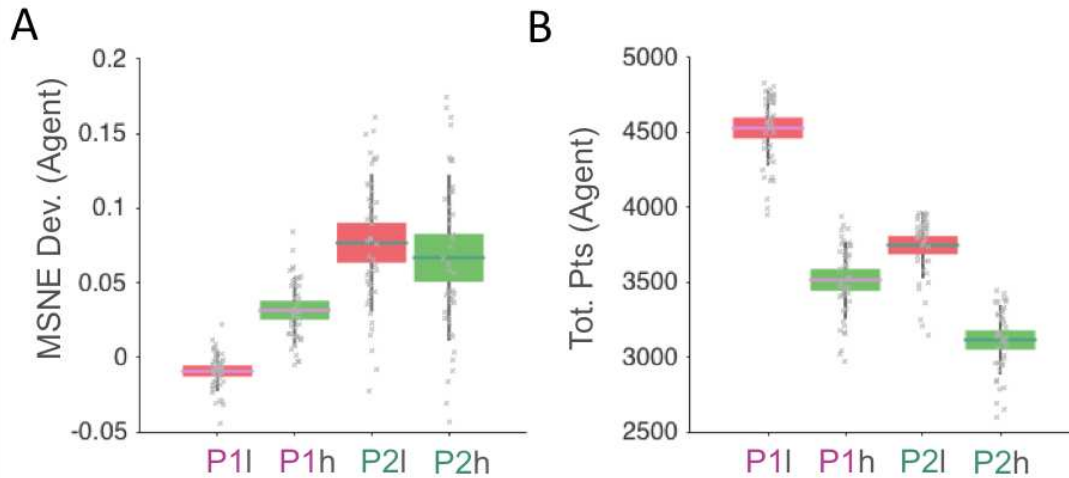 A
MSNE Dev. (Agent)
0.2
0.15
0.1
0.05
0
-0.05
P1l P1h P2l P2h
B
Tot. Pts (Agent)
5000
4500
4000
3500
3000
2500
P1l P1h P2l P2h